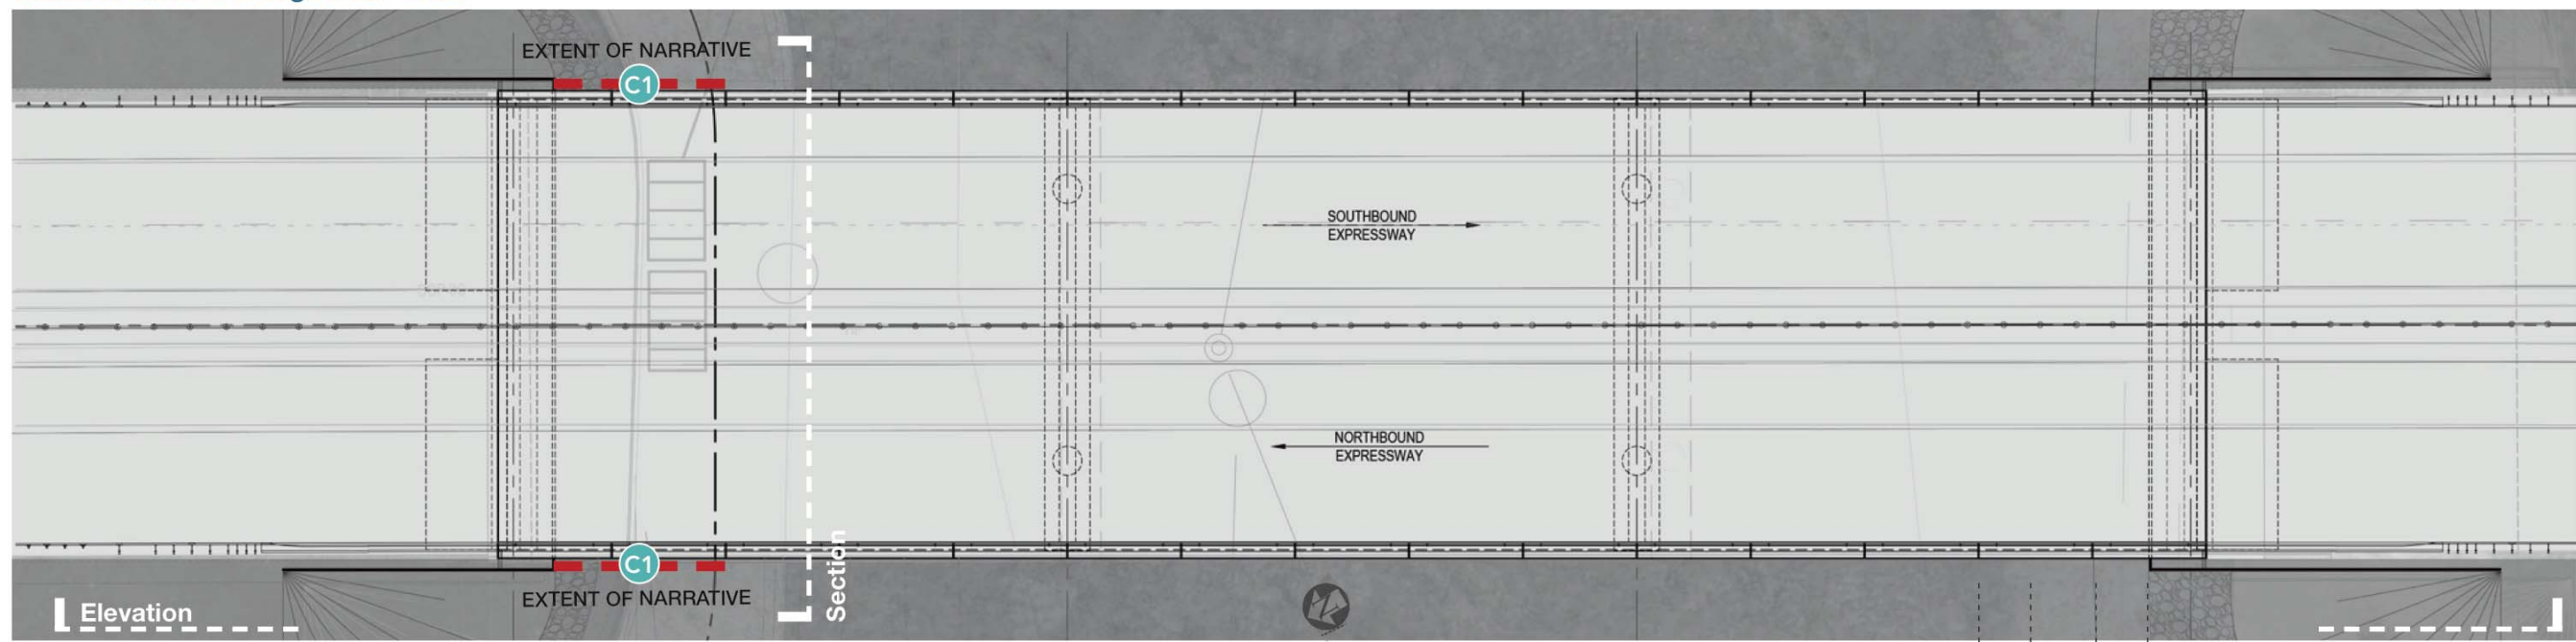 EXTENT OF NARRATIVE
C1
SOUTHBOUND
EXPRESSWAY
NORTHBOUND
EXPRESSWAY
C1
EXTENT OF NARRATIVE
Section
Elevation